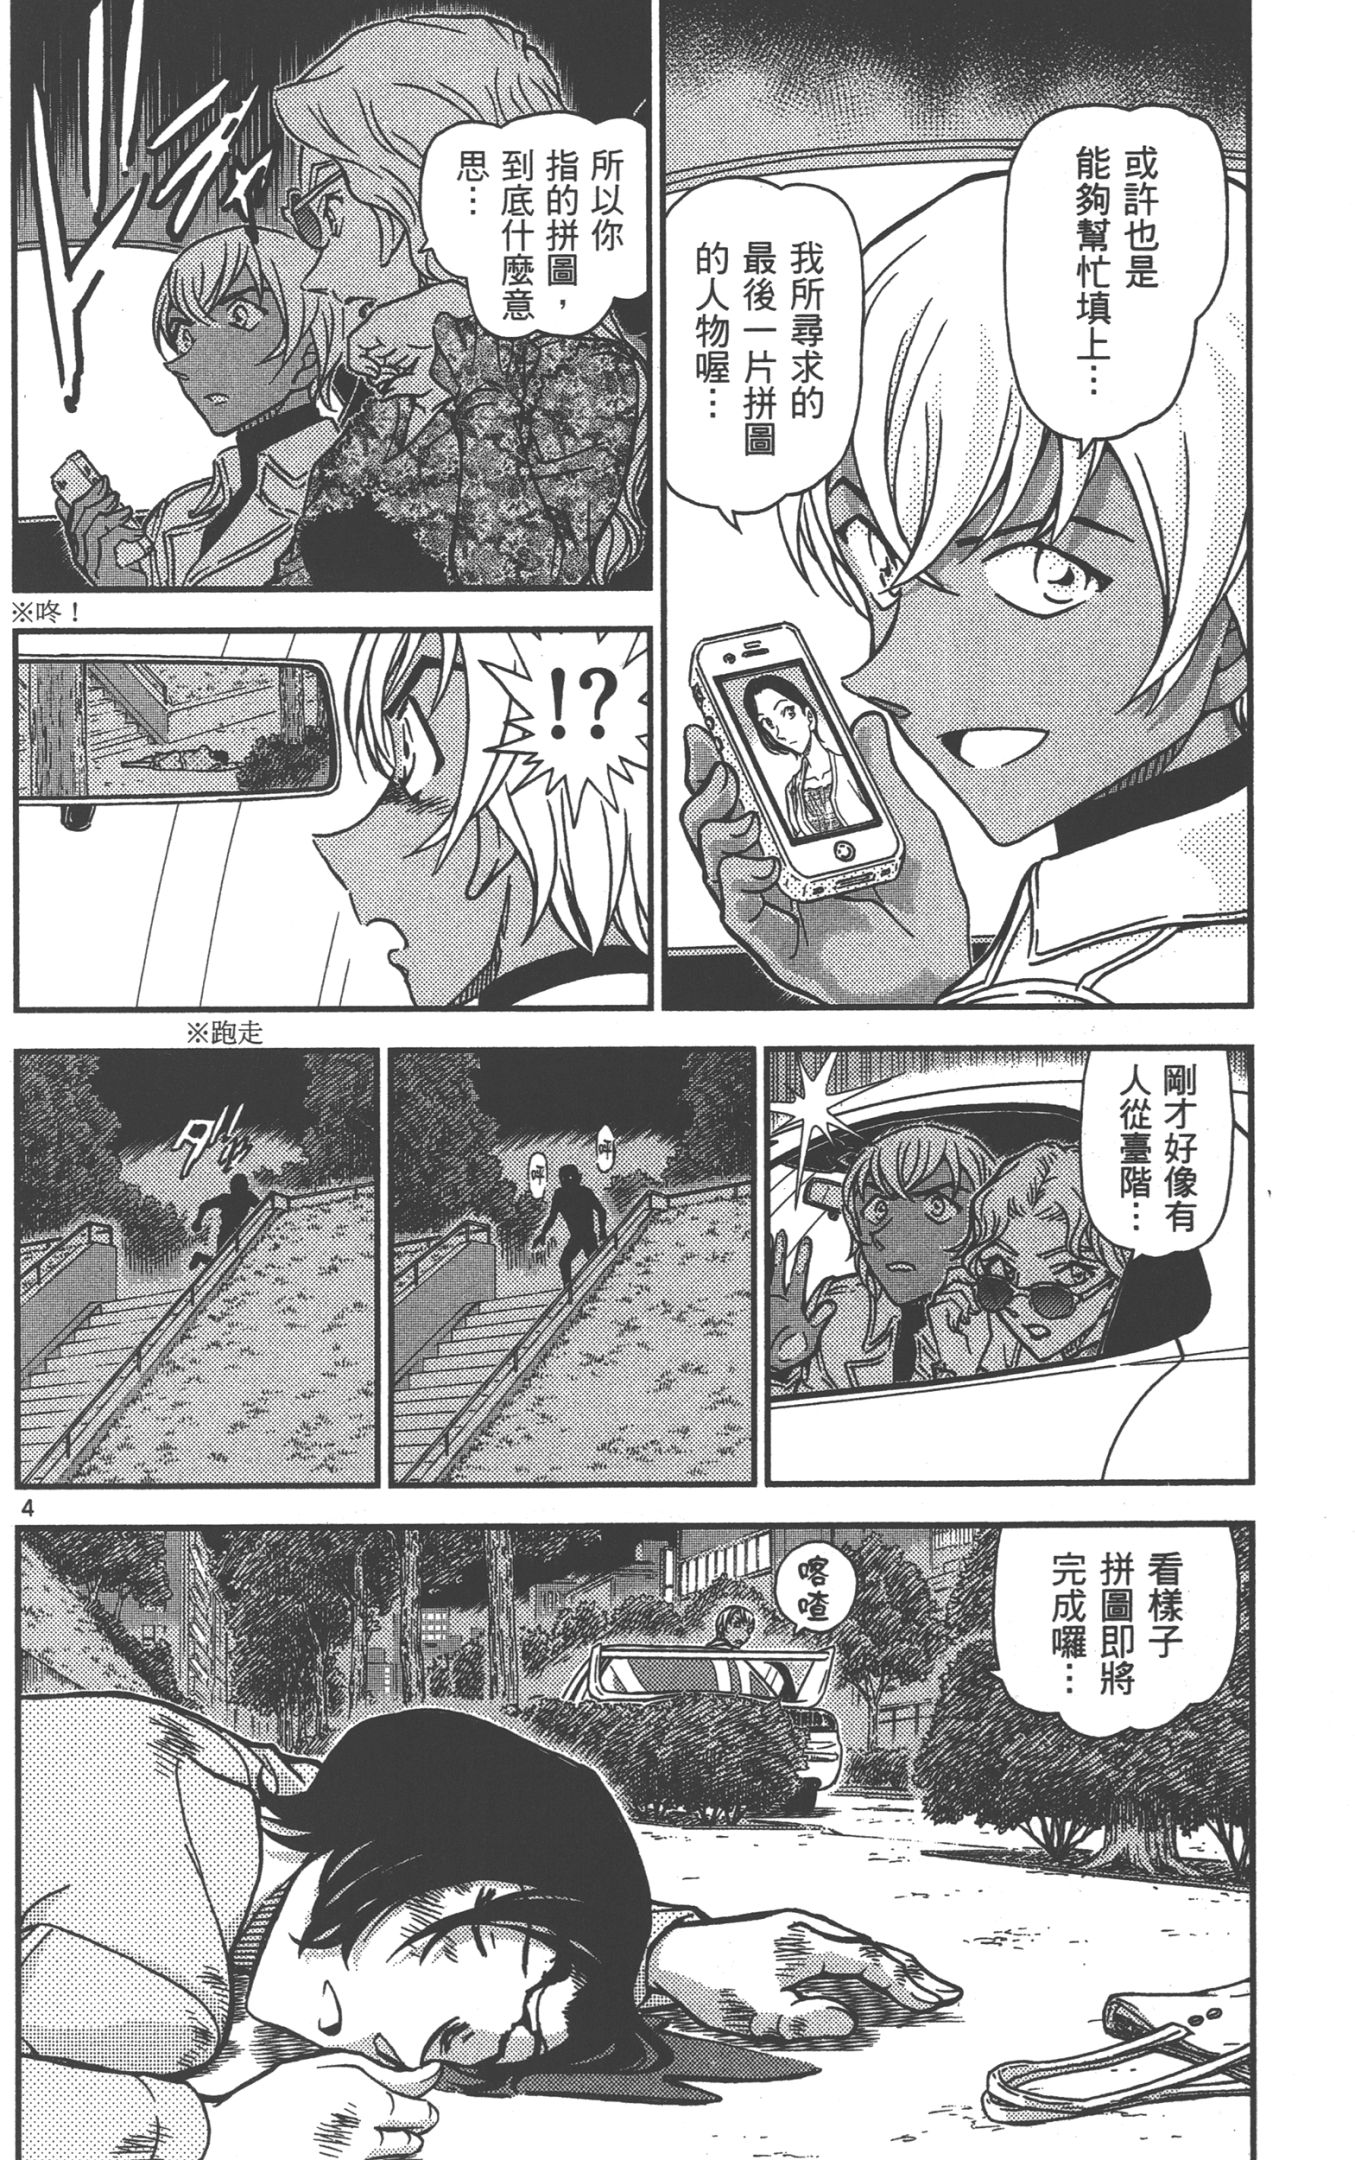 或許也是
能夠幫忙填上…
我所尋求的
最後一片拼圖
的人物喔…
所以你
指的拼圖，
到底什麼意
思…
※咚！
!?
剛才好像有
人從臺階…
呼
呼
※跑走
ダッ
4
看樣子
拼圖即將
完成囉…
喀喳